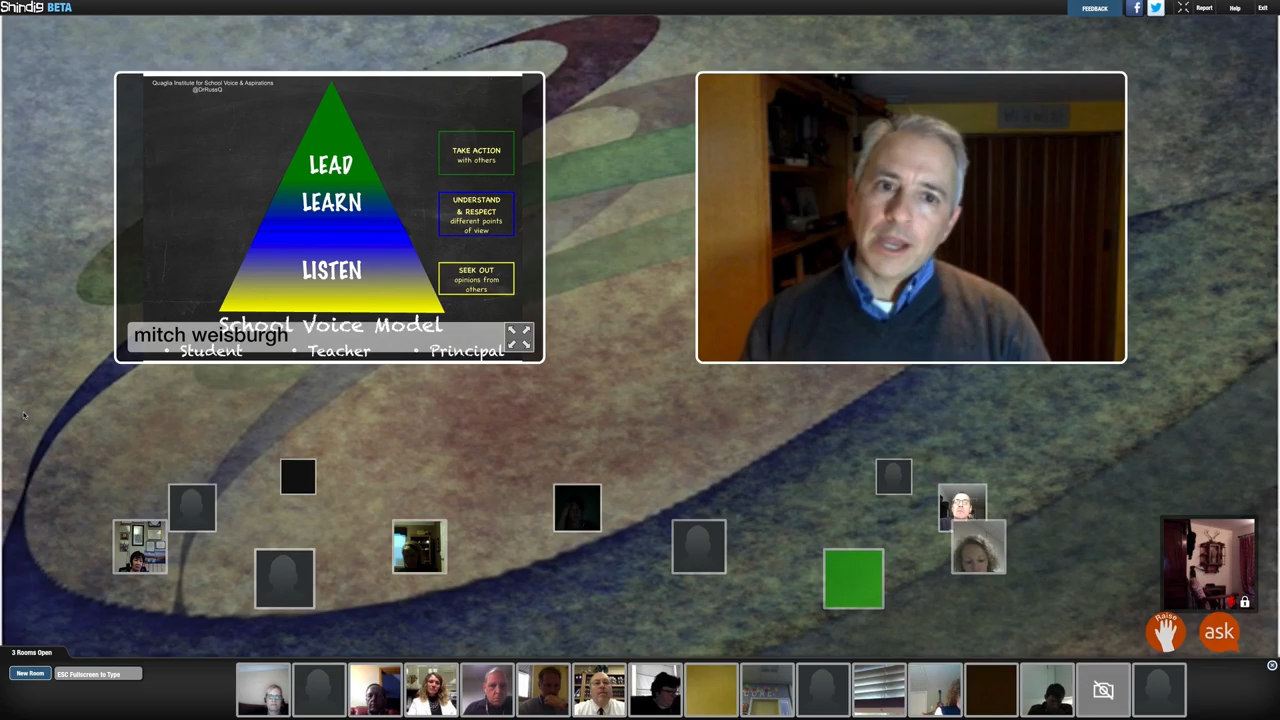 Shindig BETA
FEEDBACK
Report
Help
Exit
Quaglia Institute for School Voice & Aspirations
@DrRussQ
LEAD
LEARN
LISTEN
TAKE ACTION
with others
UNDERSTAND
& RESPECT
different points
of view
SEEK OUT
opinions from
others
School Voice Model
mitch weisburgh
• Student • Teacher • Principal
Raise
ask
3 Rooms Open
New Room
ESC Fullscreen to Type